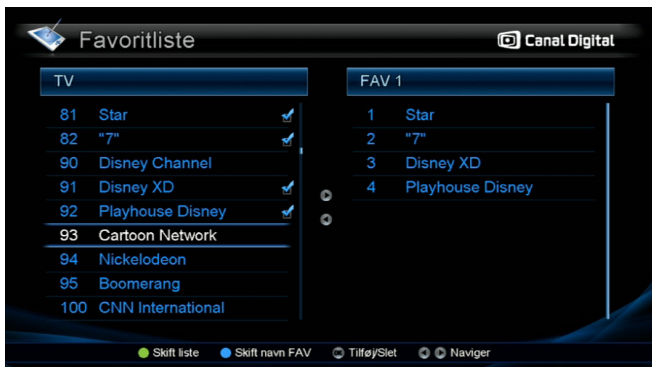 Favoritliste
Canal Digital
TV
81 Star
82 "7"
90 Disney Channel
91 Disney XD
92 Playhouse Disney
93 Cartoon Network
94 Nickelodeon
95 Boomerang
100 CNN International
FAV 1
1 Star
2 "7"
3 Disney XD
4 Playhouse Disney
Skift liste Skift navn FAV Tilføj/Slet Naviger